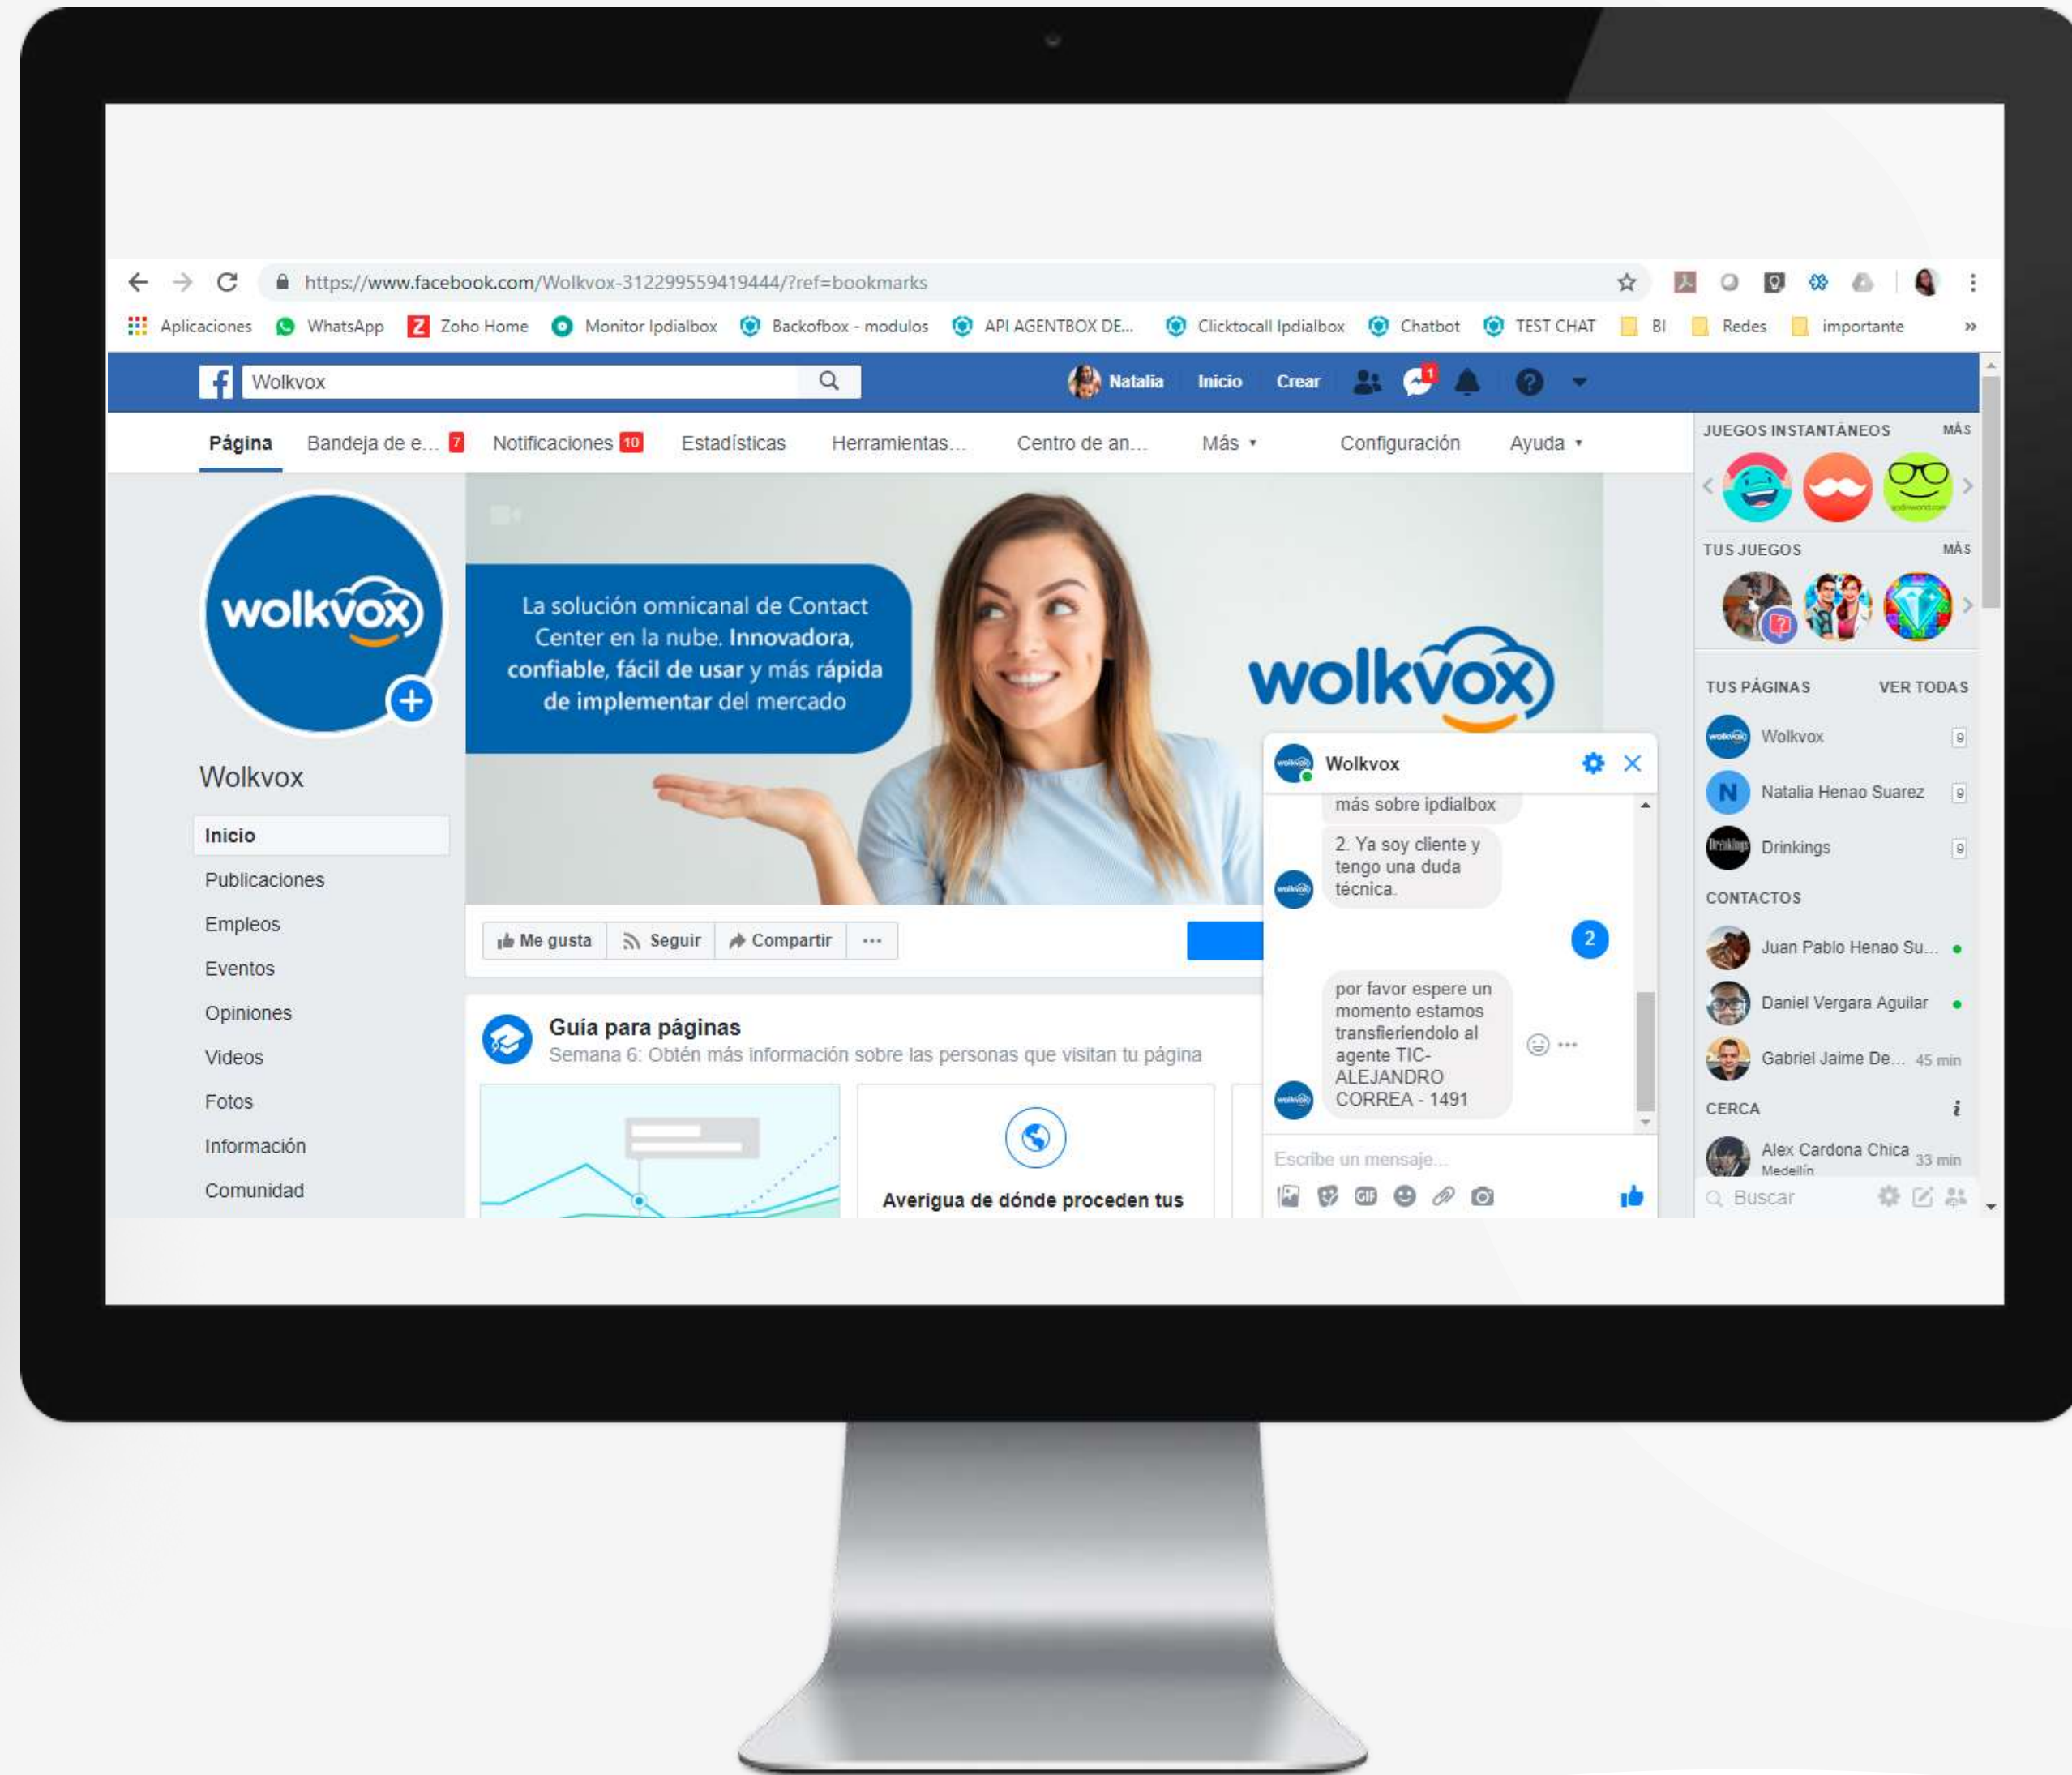 https://www.facebook.com/Wolkvox-312299559419444/?ref=bookmarks
Aplicaciones WhatsApp Zoho Home Monitor Ipdialbox Backofbox - modulos API AGENTBOX DE... Clicktocall Ipdialbox Chatbot TEST CHAT BI Redes importante »
Wolkvox
Natalia Inicio Crear 1
Página Bandeja de e... 7 Notificaciones 10 Estadísticas Herramientas... Centro de an... Más Configuración Ayuda
wolkvox
Wolkvox
Inicio
Publicaciones
Empleos
Eventos
Opiniones
Videos
Fotos
Información
Comunidad
La solución omnicanal de Contact
Center en la nube. Innovadora,
confiable, fácil de usar y más rápida
de implementar del mercado
wolkvox
Me gusta Seguir Compartir ...
Guía para páginas
Semana 6: Obtén más información sobre las personas que visitan tu página
Averigua de dónde proceden tus
Wolkvox
más sobre ipdialbox
2. Ya soy cliente y
tengo una duda
técnica.
2
por favor espere un
momento estamos
transfieriendolo al
agente TIC-
ALEJANDRO
CORREA - 1491
Escribe un mensaje...
GIF
JUEGOS INSTANTÁNEOS MÁS
TUS JUEGOS MÁS
TUS PÁGINAS VER TODAS
Wolkvox 9
N Natalia Henao Suarez 9
Drinkings Drinkings 9
CONTACTOS
Juan Pablo Henao Su...
Daniel Vergara Aguilar
Gabriel Jaime De... 45 min
CERCA
Alex Cardona Chica 33 min
Medellín
Buscar